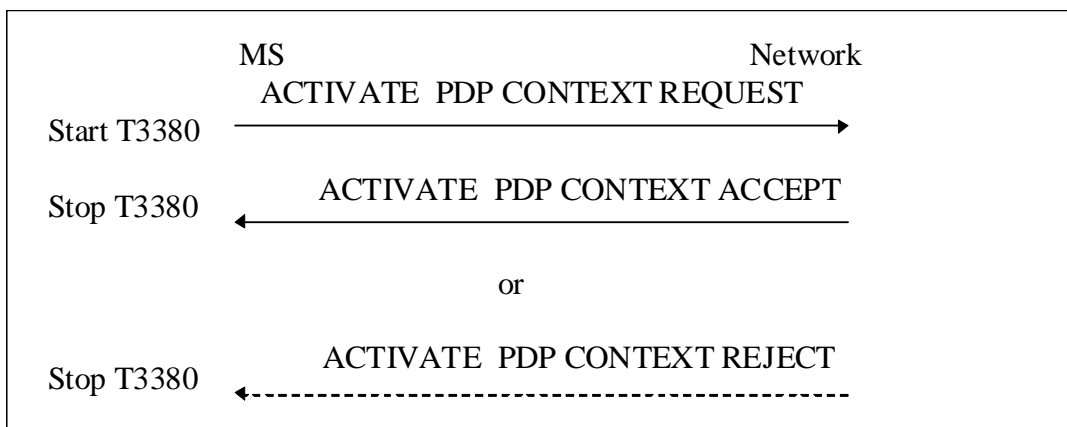 MS Network
ACTIVATE PDP CONTEXT REQUEST
Start T3380
ACTIVATE PDP CONTEXT ACCEPT
Stop T3380
or
ACTIVATE PDP CONTEXT REJECT
Stop T3380